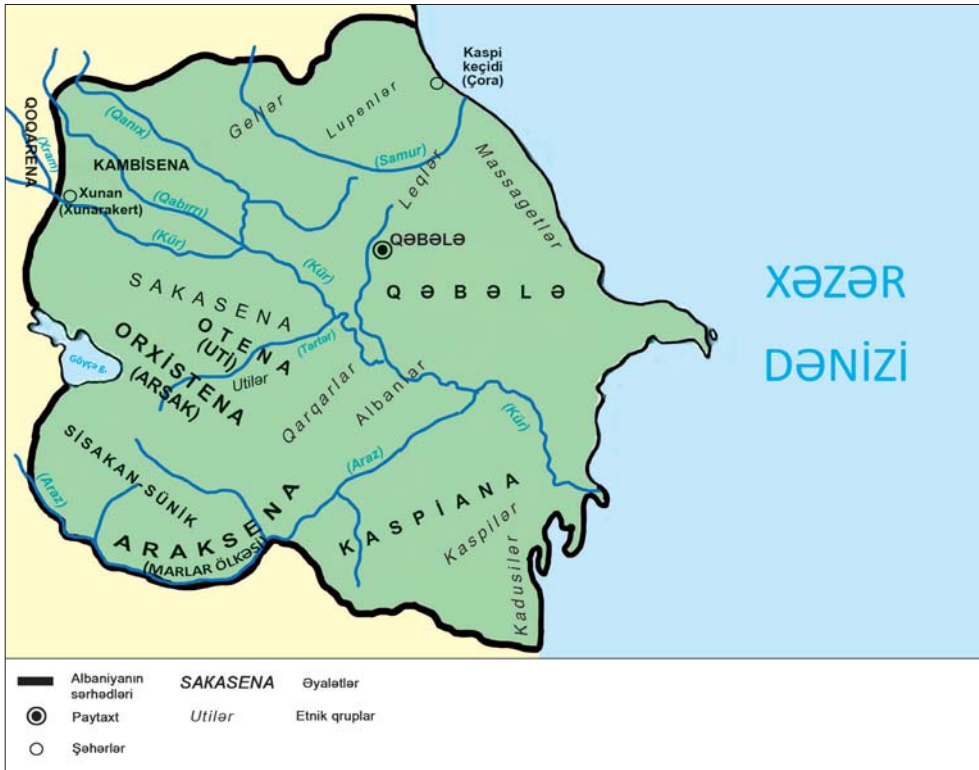 Kaspi
keçidi
(Çora)
Gellər
Lupenlər
(Qanıx)
QOQARENA
(Xram)
KAMBİSENA
(Samur)
Leqlər
Massagetlər
Xunan
(Xunarakert)
(Qabırrı)
(Kür)
QƏBƏLƏ
(Kür)
QƏBƏLƏ
XƏZƏR
DƏNİZİ
SAKASENA
OTENA
(UTİ)
(Tərtər)
Utilər
ORXİSTENA
(ARSAK)
Göyçə g.
Qarqarlar
Albanlar
(Kür)
SİSAKAN-SÜNİK
(Araz)
(Araz)
ARAKSENA
(MARLAR ÖLKƏSİ)
KASPİANA
Kaspilər
Kadusilər
Albaniyanın
sərhədləri
SAKASENA
Əyalətlər
Paytaxt
Utilər
Etnik qruplar
Şəhərlər